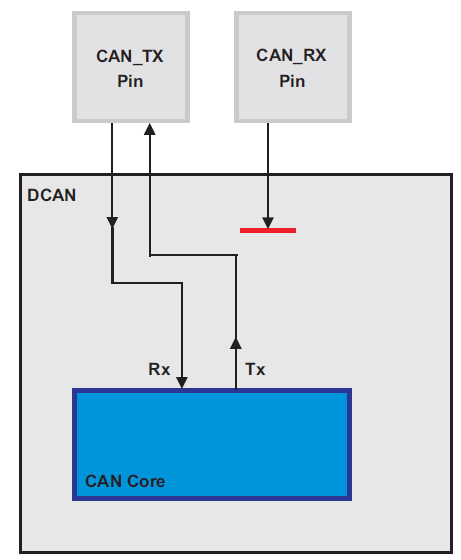 CAN_TX
Pin
CAN_RX
Pin
DCAN
Rx
Tx
CAN Core